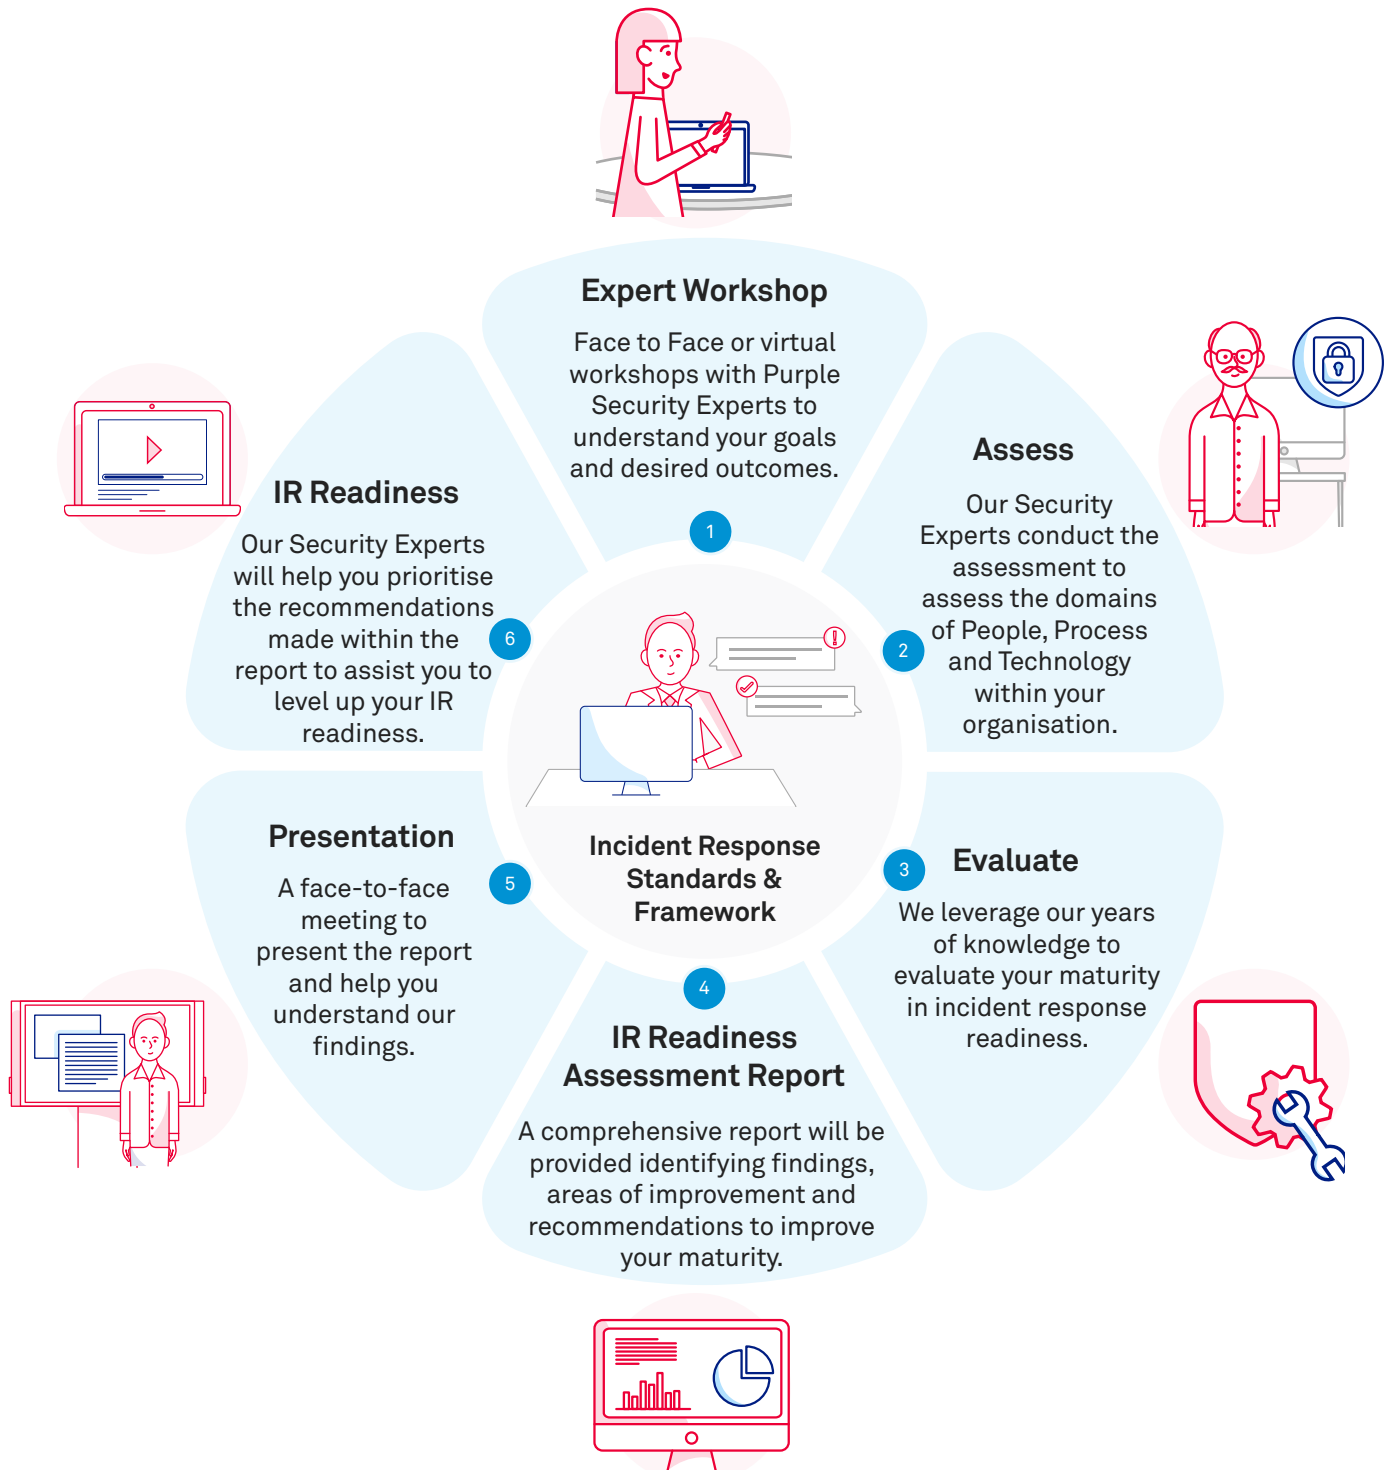 Expert Workshop
Face to Face or virtual
workshops with Purple
Security Experts to
understand your goals
and desired outcomes.
1
Assess
Our Security
Experts conduct the
assessment to
assess the domains
of People, Process
and Technology
within your
organisation.
2
Evaluate
We leverage our years
of knowledge to
evaluate your maturity
in incident response
readiness.
3
4
IR Readiness
Assessment Report
A comprehensive report will be
provided identifying findings,
areas of improvement and
recommendations to improve
your maturity.
Presentation
A face-to-face
meeting to
present the report
and help you
understand our
findings.
5
IR Readiness
Our Security Experts
will help you prioritise
the recommendations
made within the
report to assist you to
level up your IR
readiness.
6
Incident Response
Standards &
Framework